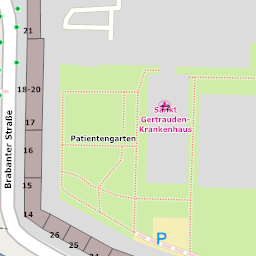 21
18-20
Sankt
Gertrauden-
Krankenhaus
17
Patientengarten
Brabanter Straße
16
15
14
P
26
25
24